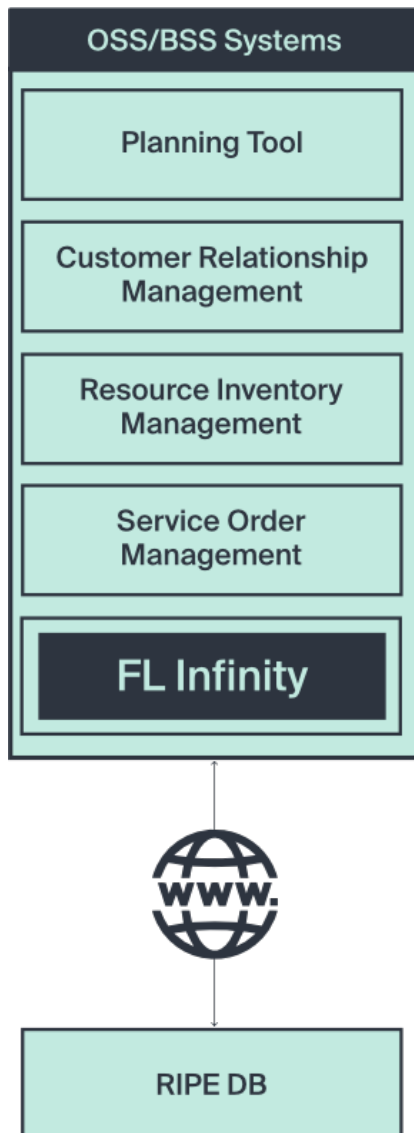 OSS/BSS Systems
Planning Tool
Customer Relationship
Management
Resource Inventory
Management
Service Order
Management
FL Infinity
www.
RIPE DB